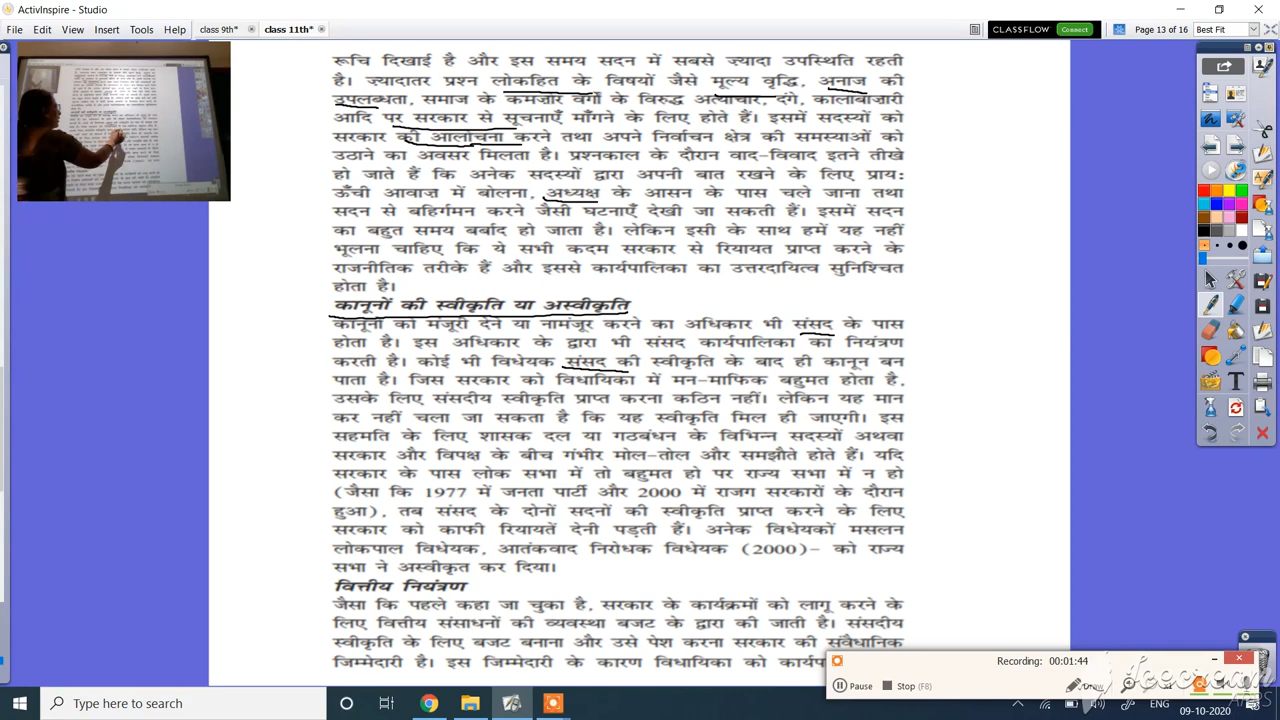 ActivInspire - Studio
File Edit View Insert Tools Help class 9th* class 11th* CLASSFLOW Connect Page 13 of 16 Best Fit
रूचि दिखाई है और इस समय सदन में सबसे ज़्यादा उपस्थिति रहती
है। ज़्यादातर प्रश्न लोकहित के विषयों जैसे मूल्य वृद्धि, अनाज की
उपलब्धता, समाज के कमज़ोर वर्गों के विरुद्ध अत्याचार, दंगे, कालाबाज़ारी
आदि पर सरकार से सूचनाएँ माँगने के लिए होते हैं। इसमें सदस्यों को
सरकार की आलोचना करने तथा अपने निर्वाचन क्षेत्र की समस्याओं को
उठाने का अवसर मिलता है। प्रश्नकाल के दौरान वाद-विवाद इतने तीखे
हो जाते हैं कि अनेक सदस्यों द्वारा अपनी बात रखने के लिए प्राय:
ऊँची आवाज़ में बोलना, अध्यक्ष के आसन के पास चले जाना तथा
सदन से बहिर्गमन करने जैसी घटनाएँ देखी जा सकती हैं। इसमें सदन
का बहुत समय बर्बाद हो जाता है। लेकिन इसी के साथ हमें यह नहीं
भूलना चाहिए कि ये सभी कदम सरकार से रियायत प्राप्त करने के
राजनीतिक तरीके हैं और इससे कार्यपालिका का उत्तरदायित्व सुनिश्चित
होता है।
कानूनों की स्वीकृति या अस्वीकृति
कानूनों को मंजूरी देने या नामंजूर करने का अधिकार भी संसद के पास
होता है। इस अधिकार के द्वारा भी संसद कार्यपालिका का नियंत्रण
करती है। कोई भी विधेयक संसद की स्वीकृति के बाद ही कानून बन
पाता है। जिस सरकार को विधायिका में मन-माफिक बहुमत होता है,
उसके लिए संसदीय स्वीकृति प्राप्त करना कठिन नहीं। लेकिन यह मान
कर नहीं चला जा सकता है कि यह स्वीकृति मिल ही जाएगी। इस
सहमति के लिए शासक दल या गठबंधन के विभिन्न सदस्यों अथवा
सरकार और विपक्ष के बीच गंभीर मोल-तोल और समझौते होते हैं। यदि
सरकार के पास लोक सभा में तो बहुमत हो पर राज्य सभा में न हो
(जैसा कि 1977 में जनता पार्टी और 2000 में राजग सरकारों के दौरान
हुआ), तब संसद के दोनों सदनों की स्वीकृति प्राप्त करने के लिए
सरकार को काफी रियायतें देनी पड़ती हैं। अनेक विधेयकों मसलन
लोकपाल विधेयक, आतंकवाद निरोधक विधेयक (2000)- को राज्य
सभा ने अस्वीकृत कर दिया।
वित्तीय नियंत्रण
जैसा कि पहले कहा जा चुका है, सरकार के कार्यक्रमों को लागू करने के
लिए वित्तीय संसाधनों की व्यवस्था बजट के द्वारा की जाती है। संसदीय
स्वीकृति के लिए बजट बनाना और उसे पेश करना सरकार की संवैधानिक
जिम्मेदारी है। इस जिम्मेदारी के कारण विधायिका को
Recording: 00:01:44
Pause Stop (F8) Draw
icecream
APPS
Type here to search
ENG
09-10-2020